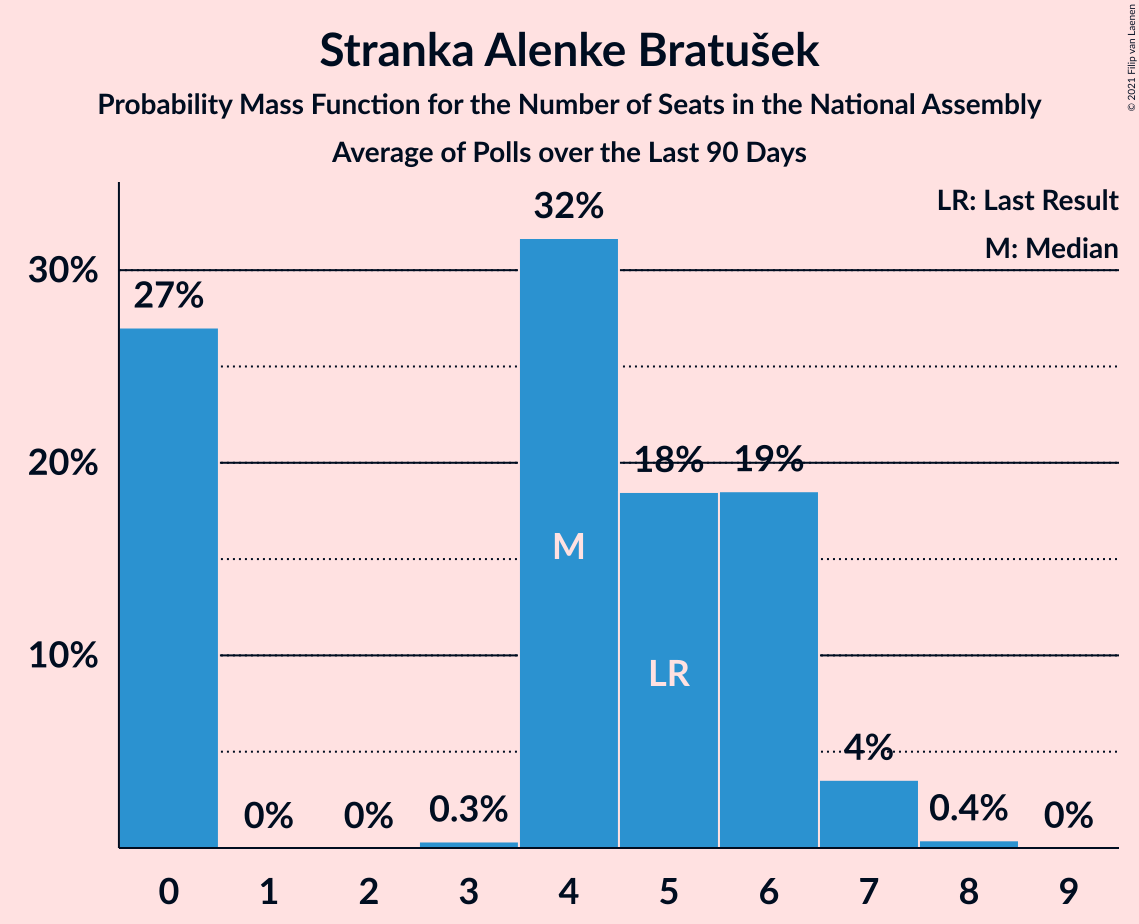 © 2021 Filip van Laenen
Stranka Alenke Bratušek
Probability Mass Function for the Number of Seats in the National Assembly
Average of Polls over the Last 90 Days
LR: Last Result
M: Median
30%
20%
10%
27%
0%
0%
0.3%
32%
18%
19%
4%
0.4%
0%
M
LR
0 1 2 3 4 5 6 7 8 9